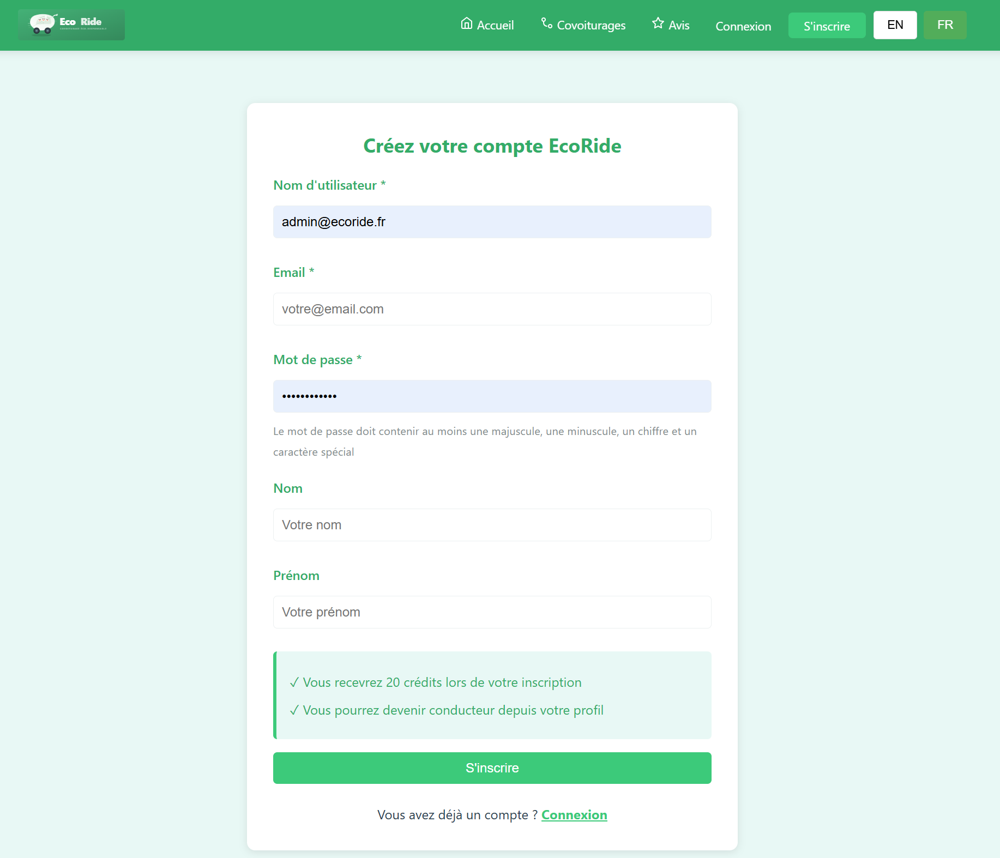 Eco Ride
COVOITURAGE ÉCO-RESPONSABLE
Accueil
Covoiturages
Avis
Connexion
S'inscrire
EN
FR
Créez votre compte EcoRide
Nom d'utilisateur *
admin@ecoride.fr
Email *
votre@email.com
Mot de passe *
••••••••••••
Le mot de passe doit contenir au moins une majuscule, une minuscule, un chiffre et un
caractère spécial
Nom
Votre nom
Prénom
Votre prénom
✓ Vous recevrez 20 crédits lors de votre inscription
✓ Vous pourrez devenir conducteur depuis votre profil
S'inscrire
Vous avez déjà un compte ? Connexion